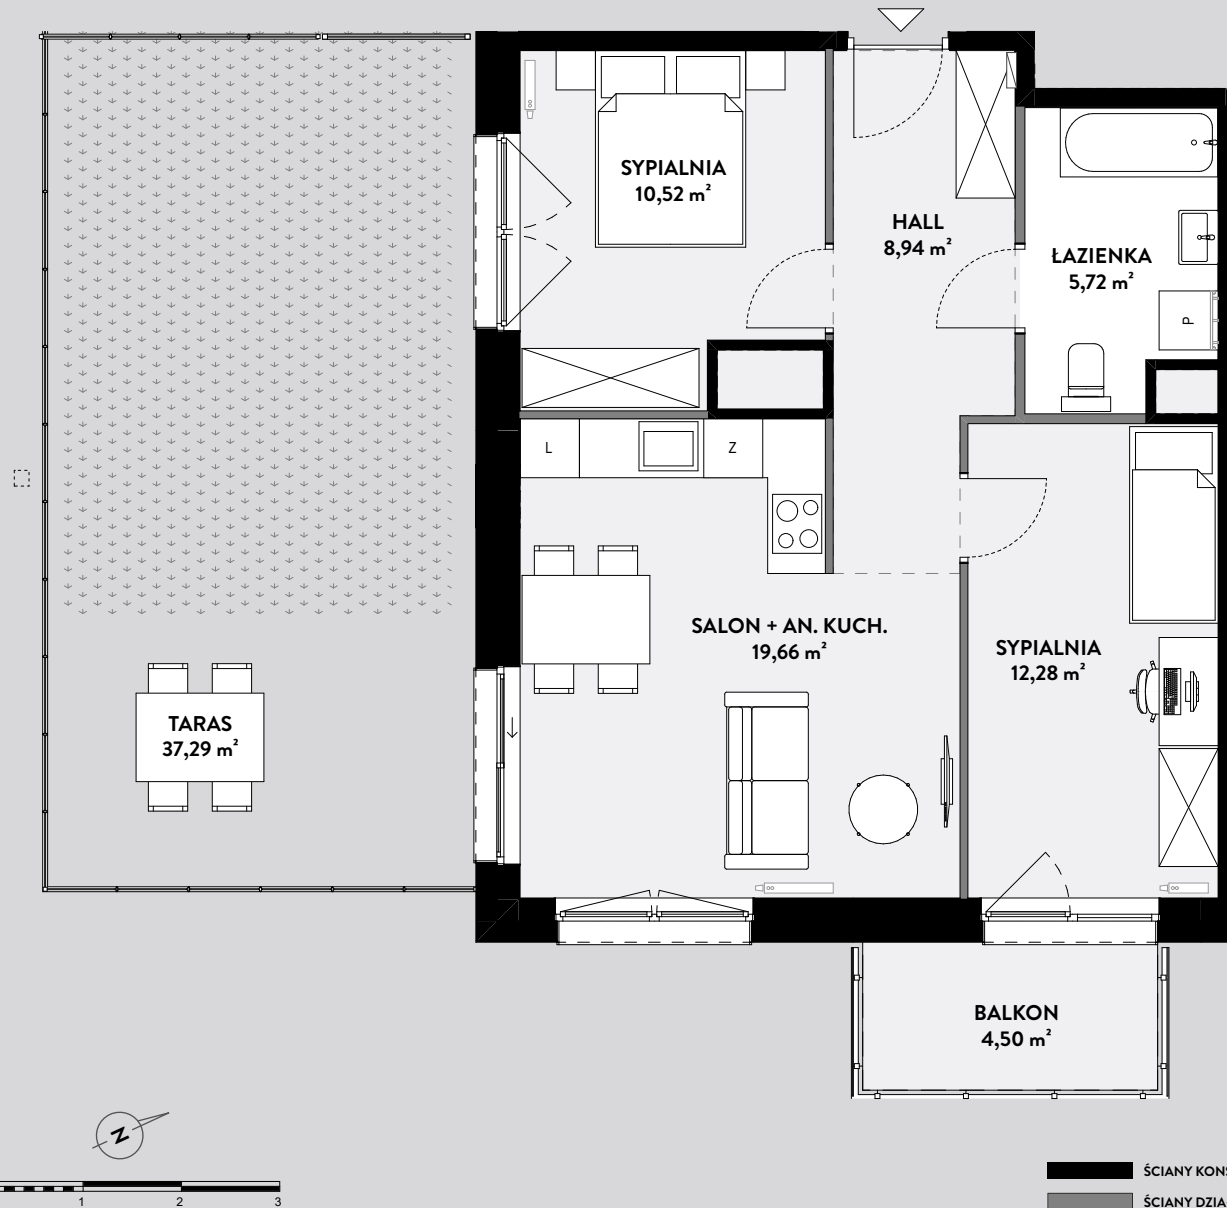 SYPIALNIA
10,52 m²
HALL
8,94 m²
ŁAZIENKA
5,72 m²
P
L
Z
SALON + AN. KUCH.
19,66 m²
SYPIALNIA
12,28 m²
TARAS
37,29 m²
BALKON
4,50 m²
N
1 2 3
ŚCIANY KONS
ŚCIANY DZIA